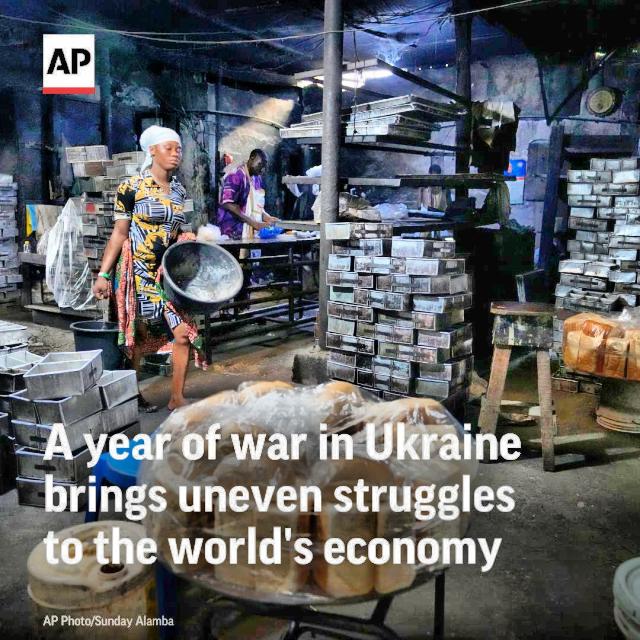 AP
A year of war in Ukraine
brings uneven struggles
to the world's economy
AP Photo/Sunday Alamba